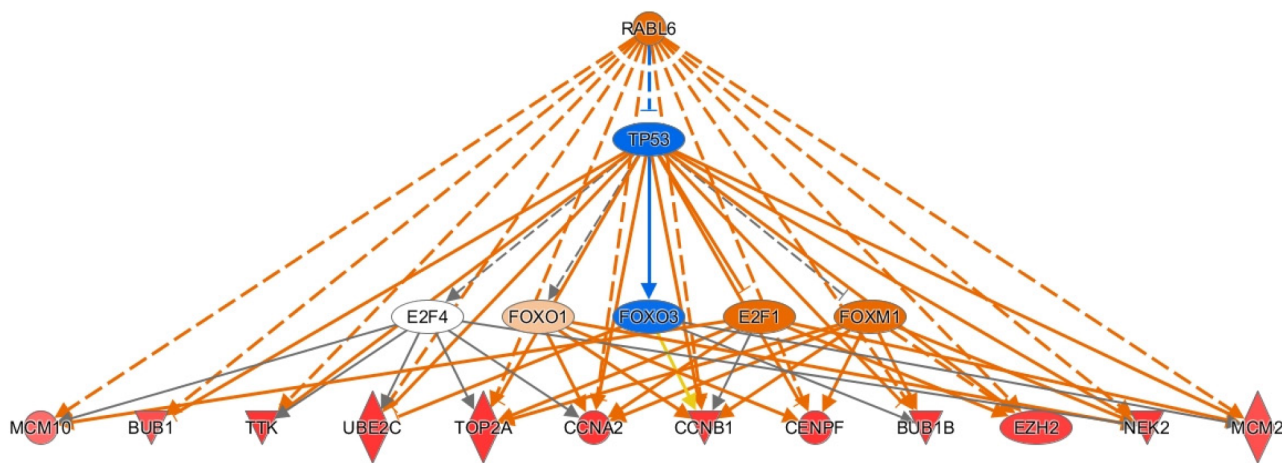 RABL6
TP53
E2F4 FOXO1 FOXO3 E2F1 FOXM1
MCM10 BUB1 TTK UBE2C TOP2A CCNA2 CCNB1 CENPF BUB1B EZH2 NEK2 MCM2